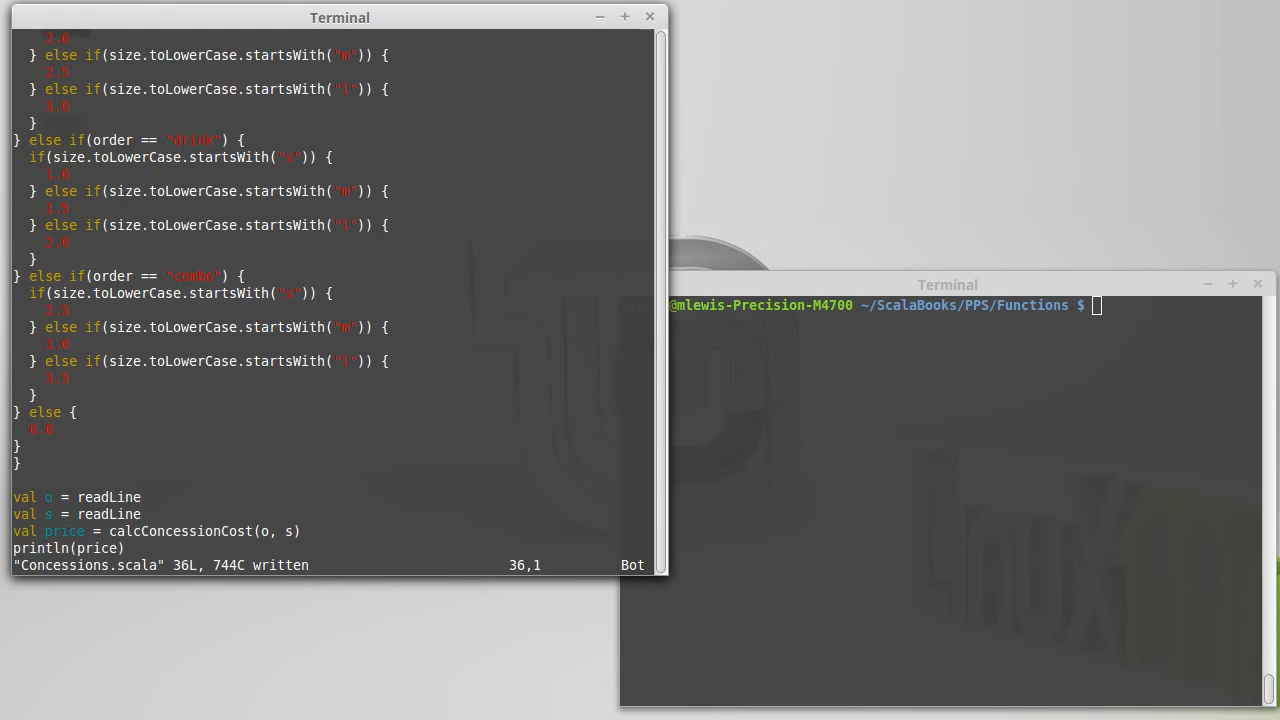 Terminal
2.0
} else if(size.toLowerCase.startsWith("m")) {
2.5
} else if(size.toLowerCase.startsWith("l")) {
3.0
}
} else if(order == "drink") {
if(size.toLowerCase.startsWith("s")) {
1.0
} else if(size.toLowerCase.startsWith("m")) {
1.5
} else if(size.toLowerCase.startsWith("l")) {
2.0
}
} else if(order == "combo") {
if(size.toLowerCase.startsWith("s")) {
2.5
} else if(size.toLowerCase.startsWith("m")) {
3.0
} else if(size.toLowerCase.startsWith("l")) {
3.5
}
} else {
0.0
}
}
val o = readLine
val s = readLine
val price = calcConcessionCost(o, s)
println(price)
"Concessions.scala" 36L, 744C written 36,1 Bot
Terminal
@mlewis-Precision-M4700 ~/ScalaBooks/PPS/Functions $
Linux